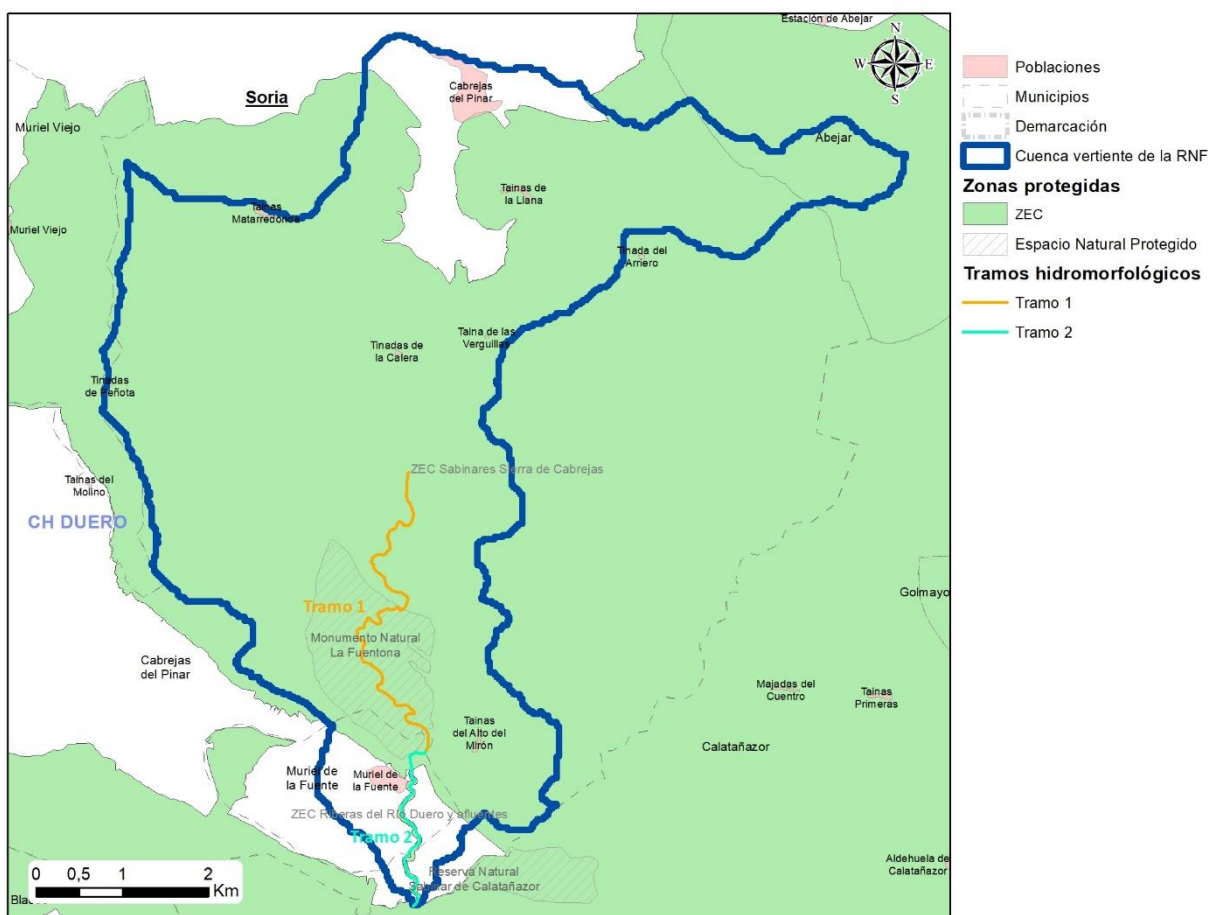 Estación de Abejar
N
W E
S
Soria
Cabrejas
del Pinar
Muriel Viejo
Abejar
Tainas de
la Llana
Tainas
Matarredonda
Muriel Viejo
Tinada del
Arriero
Taina de las
Verguillas
Tinadas de
la Calera
Tinadas
de Peñota
ZEC Sabinares Sierra de Cabrejas
Tainas del
Molino
CH DUERO
Golmayo
Tramo 1
Monumento Natural
La Fuentona
Cabrejas
del Pinar
Majadas del
Cuentro
Tainas
Primeras
Tainas
del Alto del
Mirón
Calatañazor
Muriel de
la Fuente
Muriel de
la Fuente
ZEC Riberas del Río Duero y afluentes
Tramo 2
Reserva Natural
Sabinar de Calatañazor
Aldehuela de
Calatañazor
0 0,5 1 2
Km
Poblaciones
Municipios
Demarcación
Cuenca vertiente de la RNF
Zonas protegidas
ZEC
Espacio Natural Protegido
Tramos hidromorfológicos
Tramo 1
Tramo 2